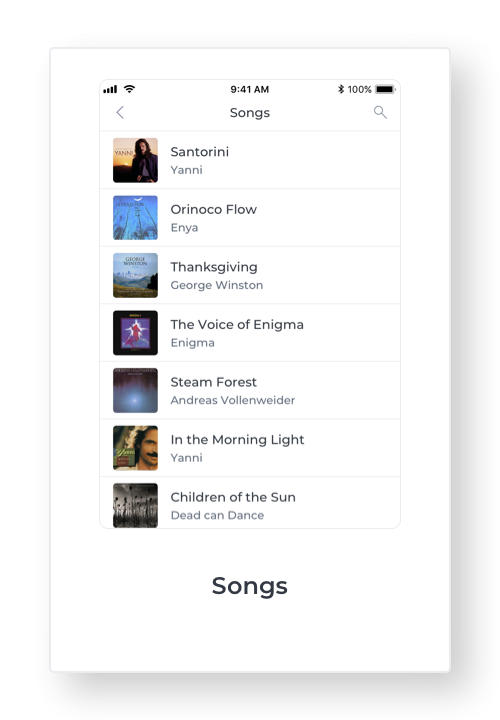 9:41 AM
100%
Songs
YANNI
Santorini
Yanni
Orinoco Flow
Enya
GEORGE
WINSTON
Thanksgiving
George Winston
The Voice of Enigma
Enigma
Steam Forest
Andreas Vollenweider
In the Morning Light
Yanni
Children of the Sun
Dead can Dance
Songs